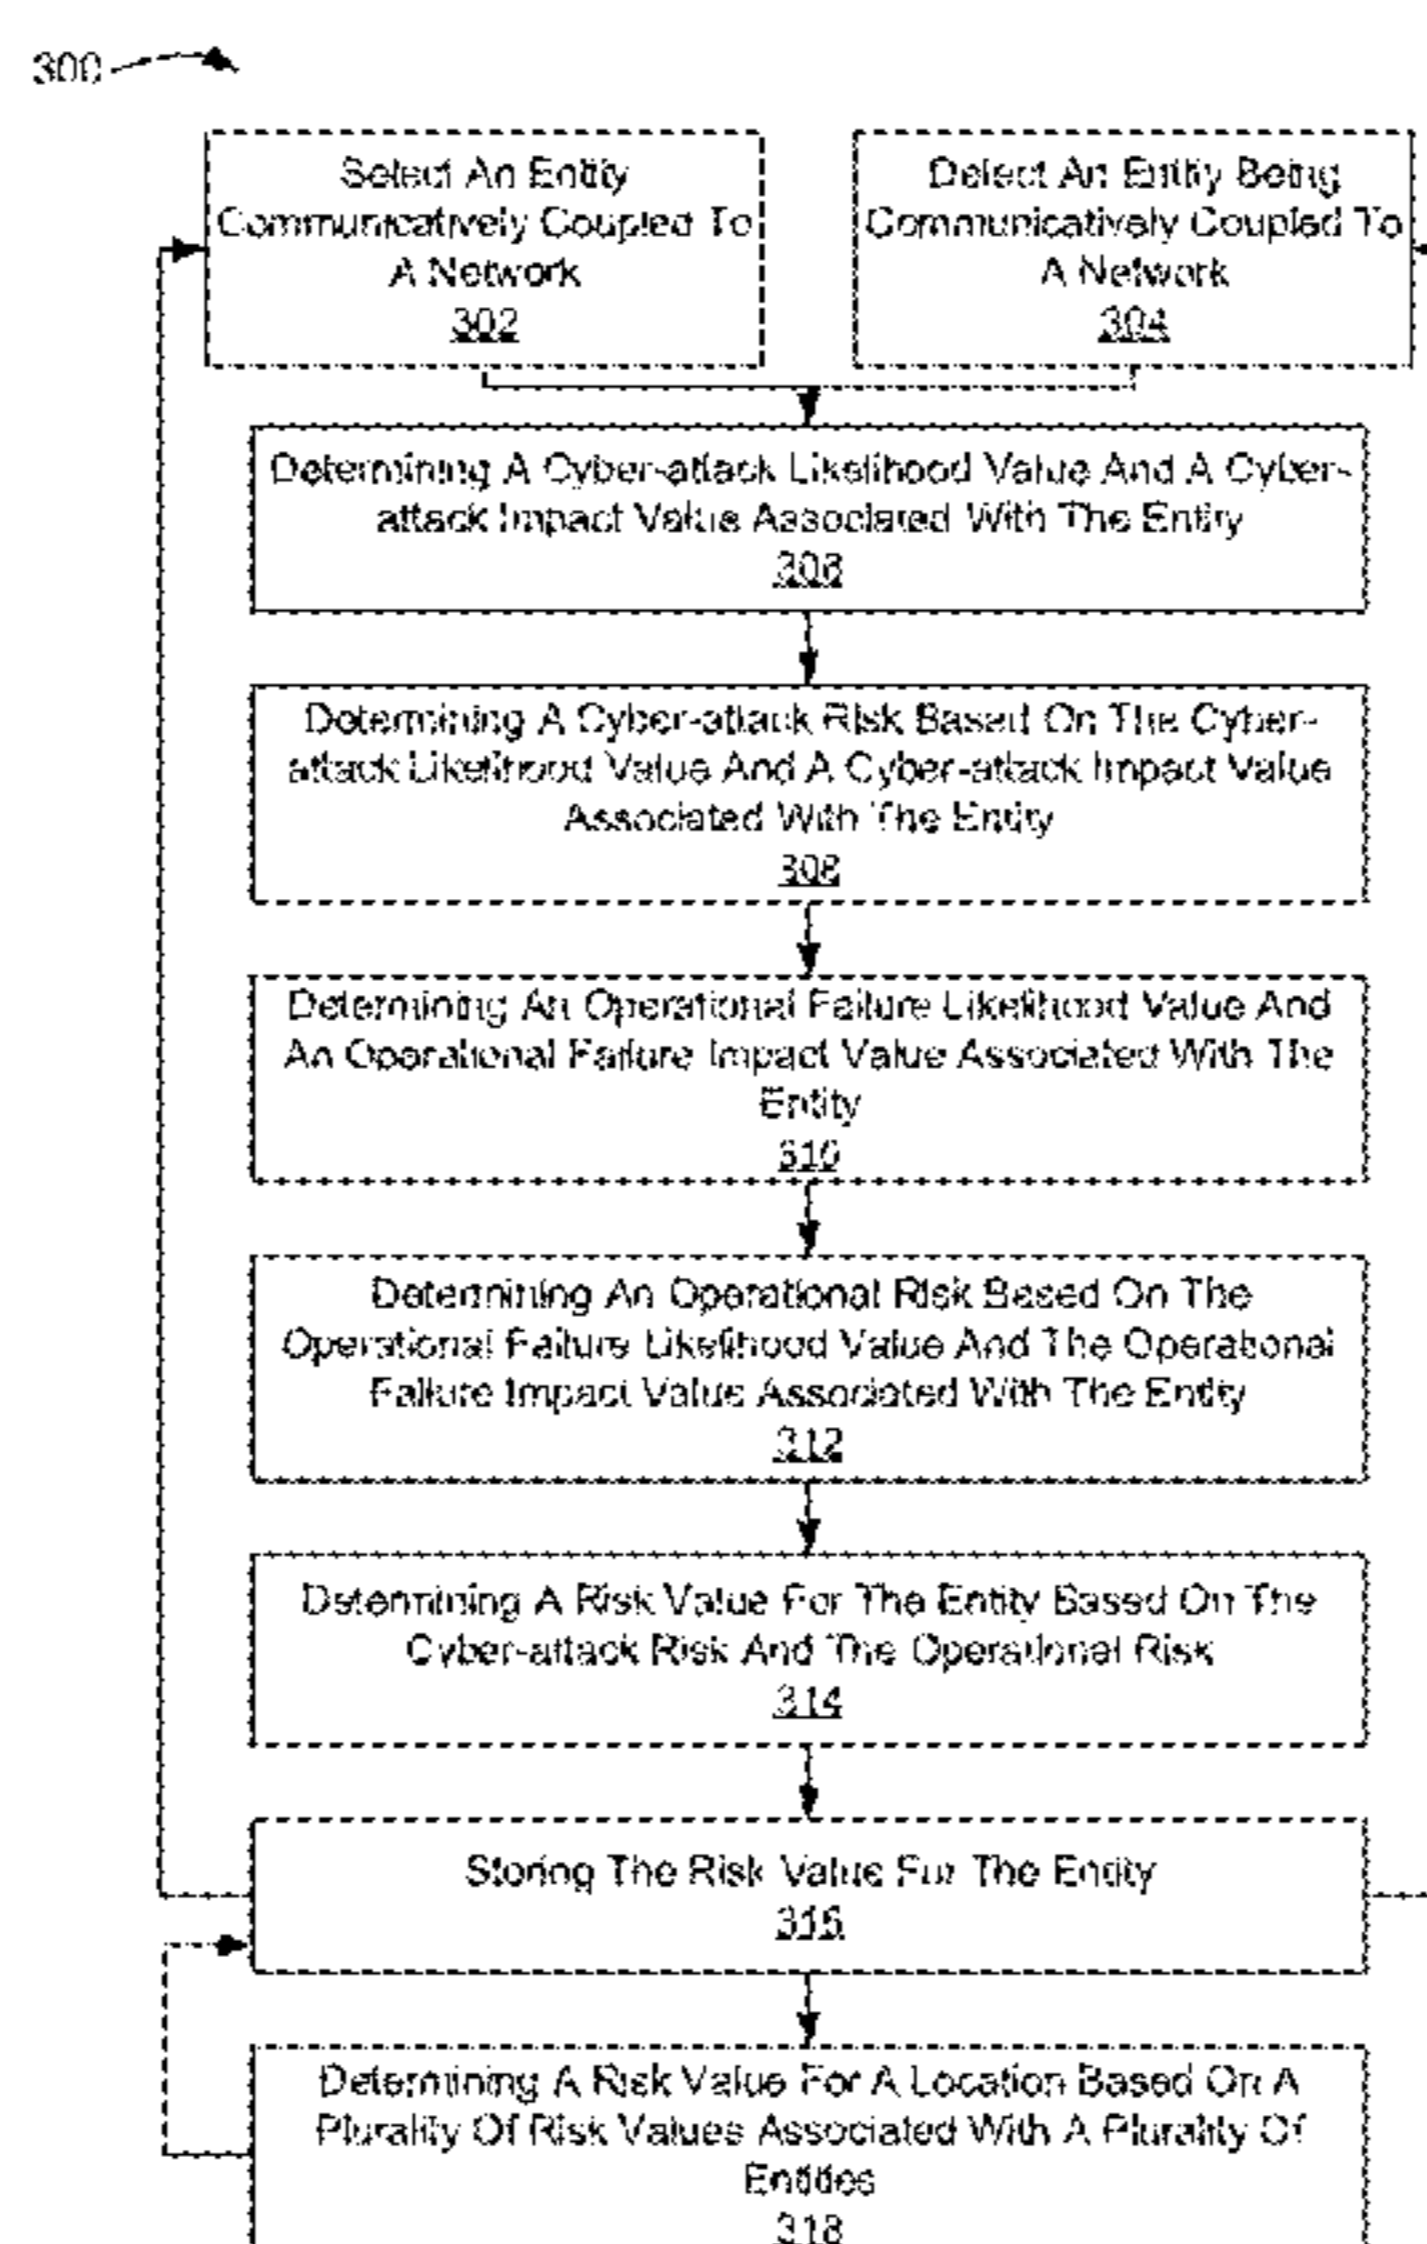 300
Select An Entity
Communicatively Coupled To
A Network
302
Detect An Entity Being
Communicatively Coupled To
A Network
304
Determining A Cyber-attack Likelihood Value And A Cyber-
attack Impact Value Associated With The Entity
306
Determining A Cyber-attack Risk Based On The Cyber-
attack Likelihood Value And A Cyber-attack Impact Value
Associated With The Entity
308
Determining An Operational Failure Likelihood Value And
An Operational Failure Impact Value Associated With The
Entity
310
Determining An Operational Risk Based On The
Operational Failure Likelihood Value And The Operational
Failure Impact Value Associated With The Entity
312
Determining A Risk Value For The Entity Based On The
Cyber-attack Risk And The Operational Risk
314
Storing The Risk Value For The Entity
316
Determining A Risk Value For A Location Based On A
Plurality Of Risk Values Associated With A Plurality Of
Entities
318